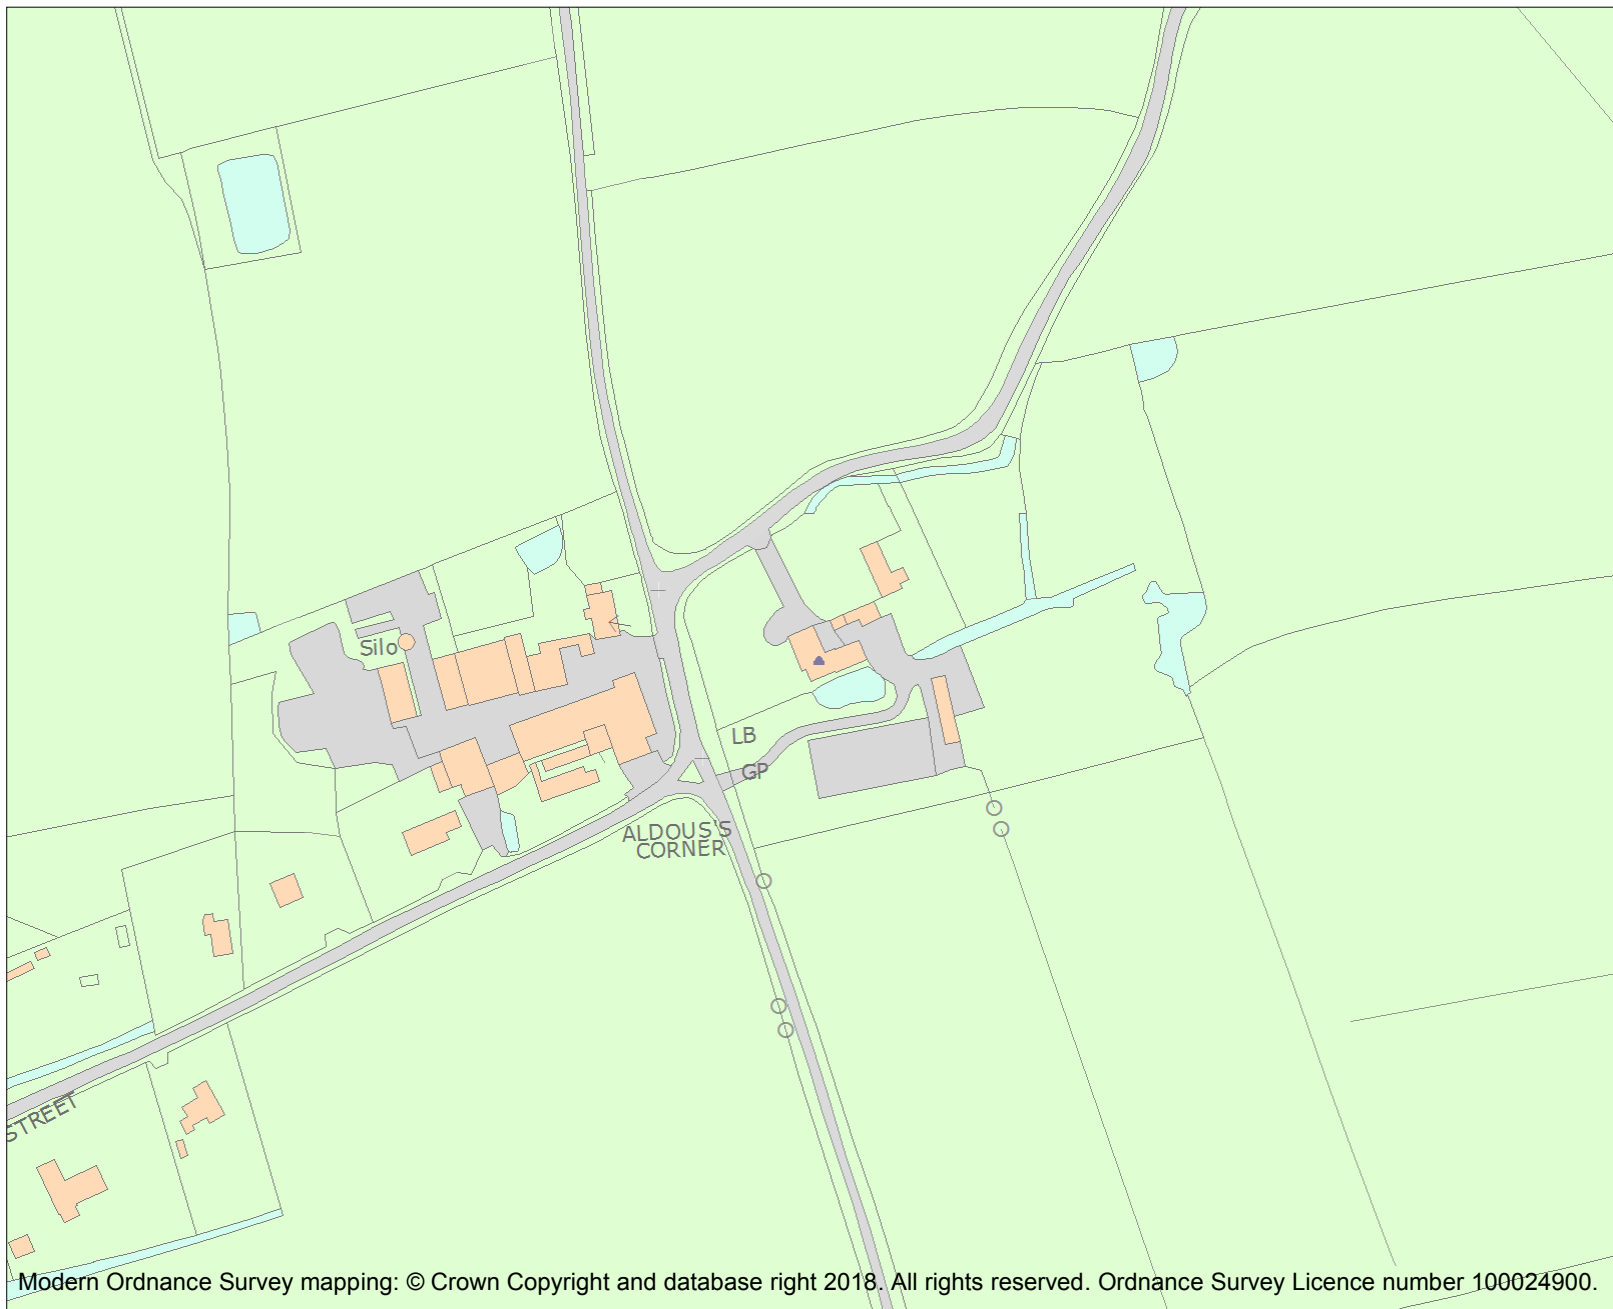 Silo
LB
GP
ALDOUS'S
CORNER
STREET
Modern Ordnance Survey mapping: © Crown Copyright and database right 2018. All rights reserved. Ordnance Survey Licence number 100024900.